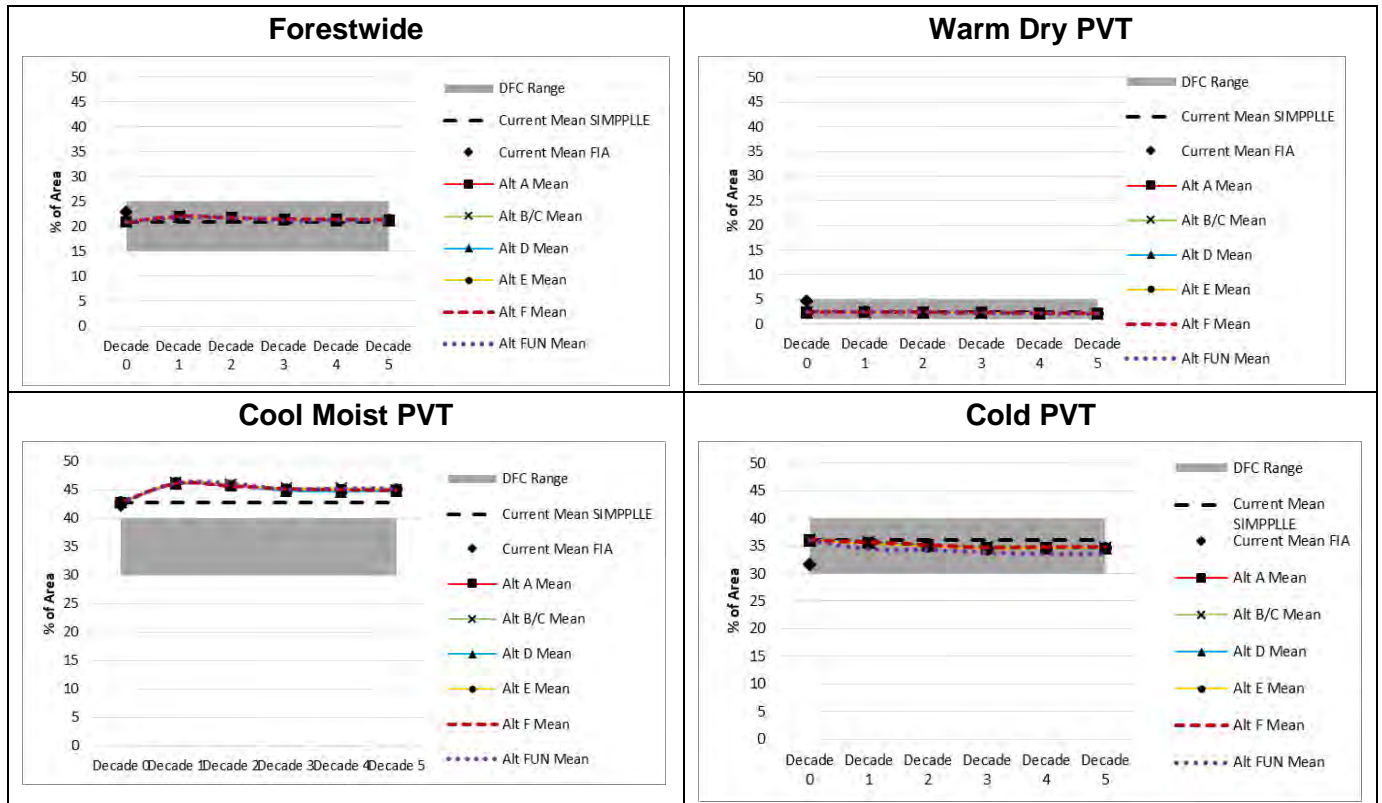 Forestwide
50
45
40
35
30
25
20
15
10
5
0
% of Area
Decade Decade Decade Decade Decade Decade
0 1 2 3 4 5
DFC Range
Current Mean SIMPPLLE
Current Mean FIA
Alt A Mean
Alt B/C Mean
Alt D Mean
Alt E Mean
Alt F Mean
Alt FUN Mean
Warm Dry PVT
50
45
40
35
30
25
20
15
10
5
0
% of Area
Decade Decade Decade Decade Decade Decade
0 1 2 3 4 5
DFC Range
Current Mean SIMPPLLE
Current Mean FIA
Alt A Mean
Alt B/C Mean
Alt D Mean
Alt E Mean
Alt F Mean
Alt FUN Mean
Cool Moist PVT
50
45
40
35
30
25
20
15
10
5
0
% of Area
Decade 0 Decade 1 Decade 2 Decade 3 Decade 4 Decade 5
DFC Range
Current Mean SIMPPLLE
Current Mean FIA
Alt A Mean
Alt B/C Mean
Alt D Mean
Alt E Mean
Alt F Mean
Alt FUN Mean
Cold PVT
50
45
40
35
30
25
20
15
10
5
0
% of Area
Decade Decade Decade Decade Decade Decade
0 1 2 3 4 5
DFC Range
Current Mean
SIMPPLLE
Current Mean FIA
Alt A Mean
Alt B/C Mean
Alt D Mean
Alt E Mean
Alt F Mean
Alt FUN Mean